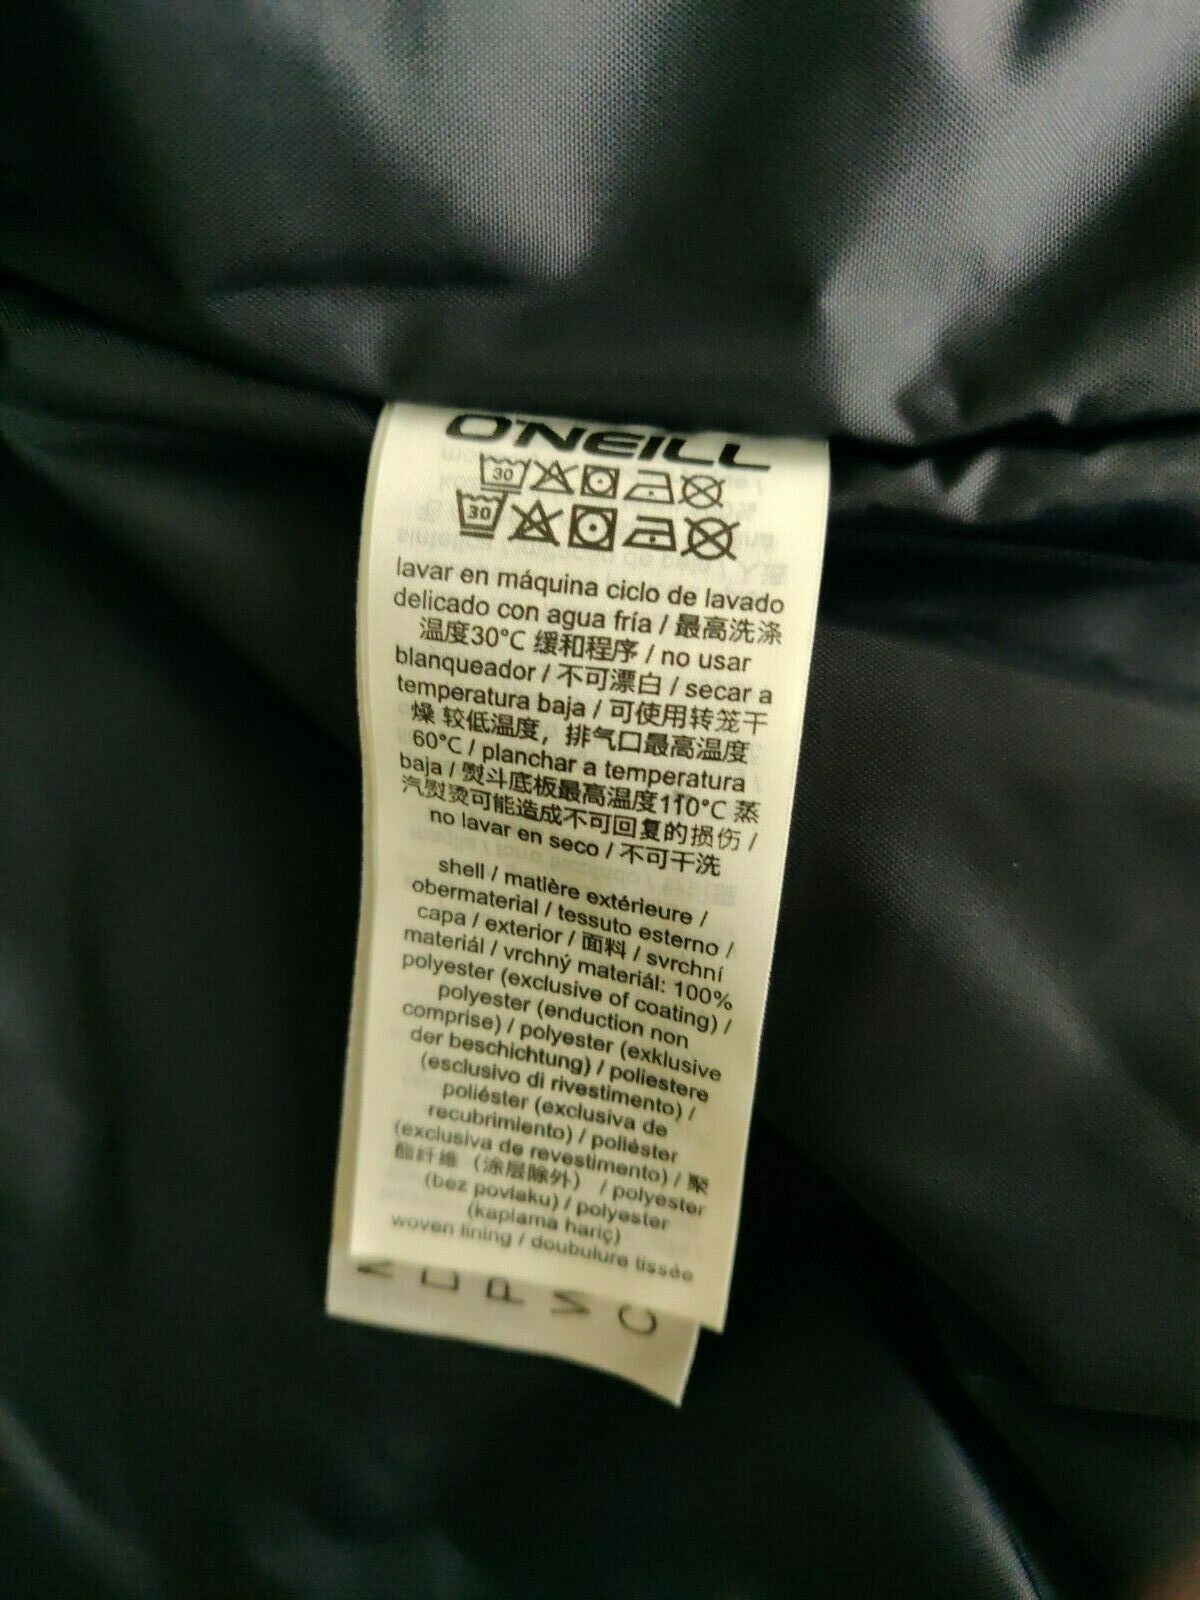 O'NEILL
30
30
lavar en máquina ciclo de lavado
delicado con agua fría / 最高洗涤
温度30°C 缓和程序 / no usar
blanqueador / 不可漂白 / secar a
temperatura baja / 可使用转笼干
燥 较低温度，排气口最高温度
60°C / planchar a temperatura
baja / 熨斗底板最高温度110°C 蒸
汽熨烫可能造成不可回复的损伤 /
no lavar en seco / 不可干洗
shell / matière extérieure /
obermaterial / tessuto esterno /
capa / exterior / 面料 / svrchní
materiál / vrchný materiál: 100%
polyester (exclusive of coating) /
polyester (enduction non
comprise) / polyester (exklusive
der beschichtung) / poliestere
(esclusivo di rivestimento) /
poliéster (exclusiva de
recubrimiento) / poliéster
(exclusiva de revestimento) / 聚
酯纤维（涂层除外） / polyester
(bez povlaku) / polyester
(kaplama hariç)
woven lining / doubulure tissée